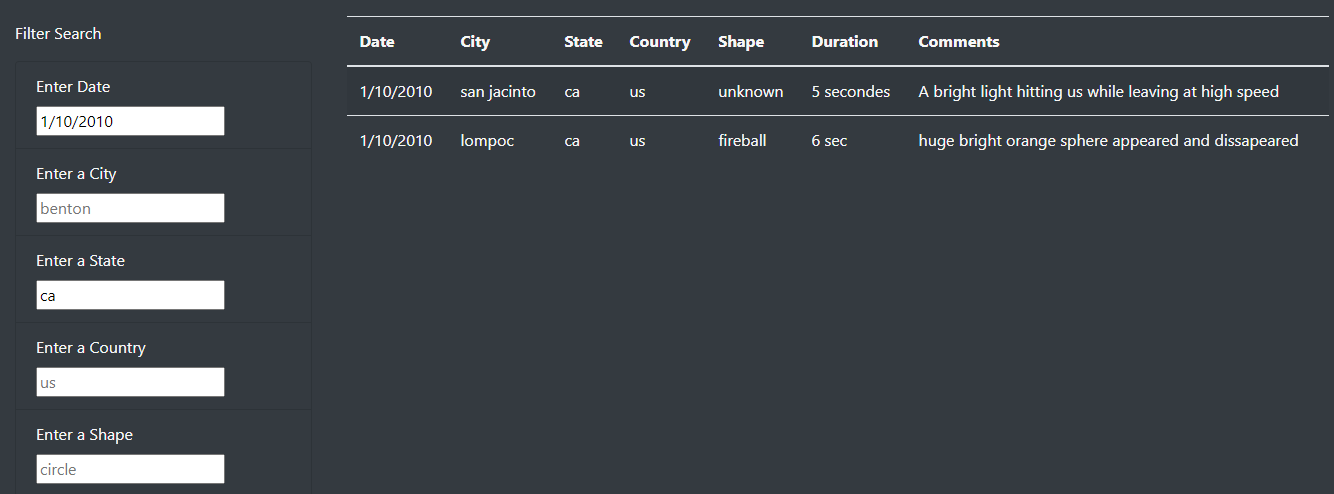 Filter Search
Enter Date
1/10/2010
Enter a City
benton
Enter a State
ca
Enter a Country
us
Enter a Shape
circle
Date City State Country Shape Duration Comments
1/10/2010 san jacinto ca us unknown 5 secondes A bright light hitting us while leaving at high speed
1/10/2010 lompoc ca us fireball 6 sec huge bright orange sphere appeared and dissapeared